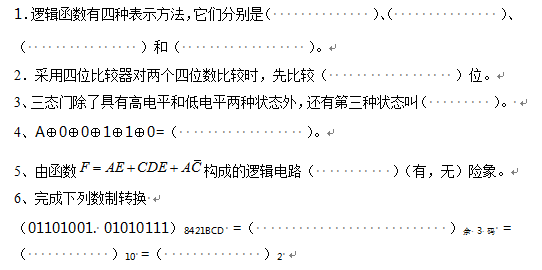 1.逻辑函数有四种表示方法，它们分别是（··············）、（··············）、
（················）和（··················）。
2．采用四位比较器对两个四位数比较时，先比较（··················）位。
3、三态门除了具有高电平和低电平两种状态外，还有第三种状态叫（·········）。
4、A⊕0⊕0⊕1⊕1⊕0=（··················）。
5、由函数 F = AE + CDE + AC̅ 构成的逻辑电路（···········）（有，无）险象。
6、完成下列数制转换
（01101001. 01010111）8421BCD =（····························）余 3 码 =
（············）10 =（··············）2